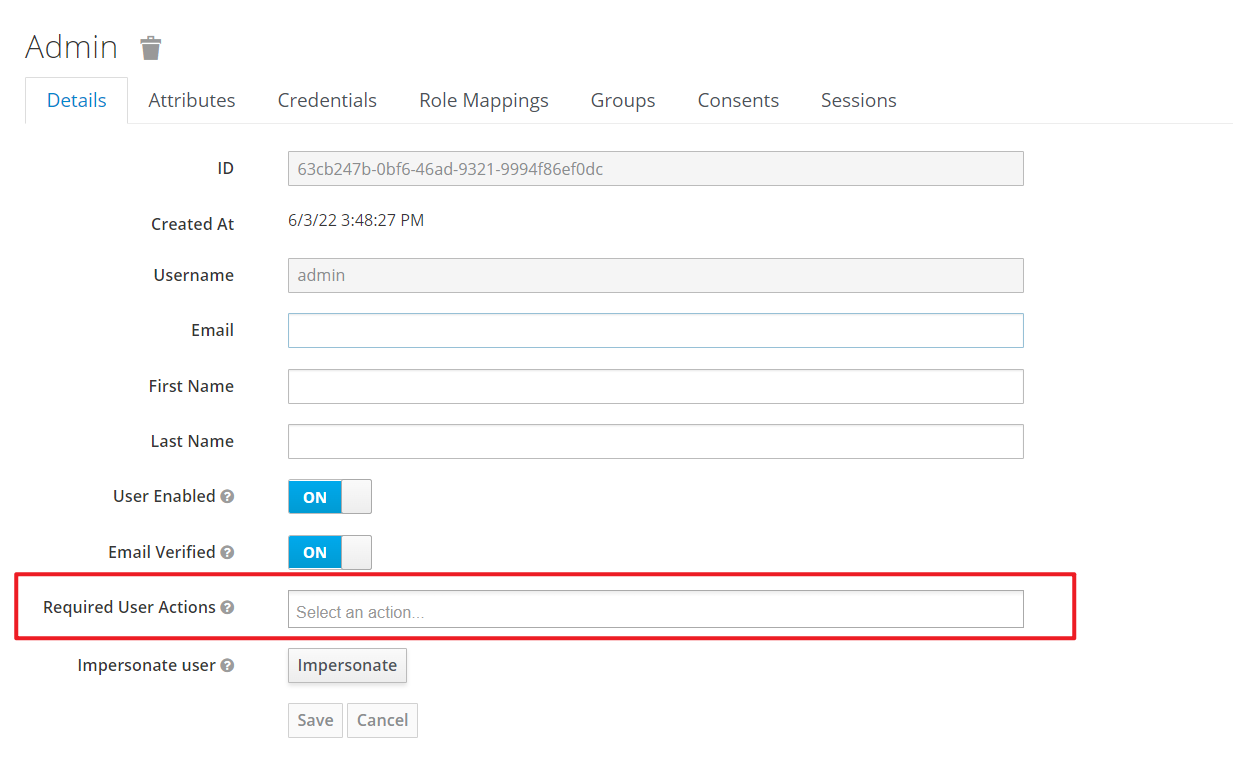 Admin
Details Attributes Credentials Role Mappings Groups Consents Sessions
ID 63cb247b-0bf6-46ad-9321-9994f86ef0dc
Created At 6/3/22 3:48:27 PM
Username admin
Email
First Name
Last Name
User Enabled ? ON
Email Verified ? ON
Required User Actions ? Select an action...
Impersonate user ? Impersonate
Save Cancel